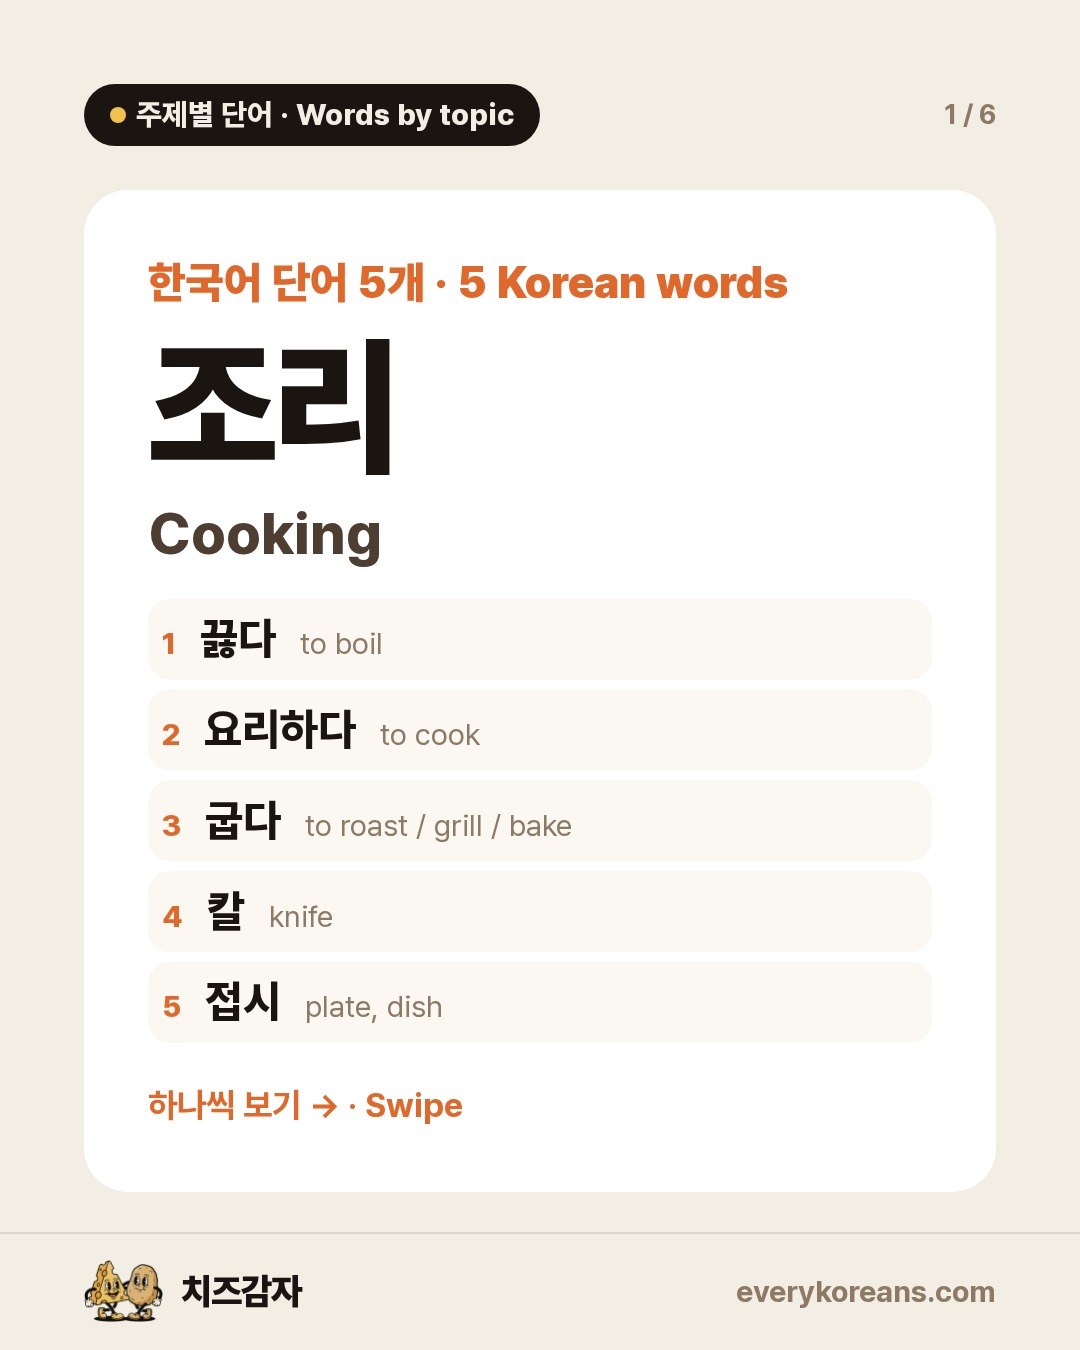 주제별 단어 · Words by topic
1 / 6
한국어 단어 5개 · 5 Korean words
조리
Cooking
1 끓다 to boil
2 요리하다 to cook
3 굽다 to roast / grill / bake
4 칼 knife
5 접시 plate, dish
하나씩 보기 → · Swipe
치즈감자
everykoreans.com